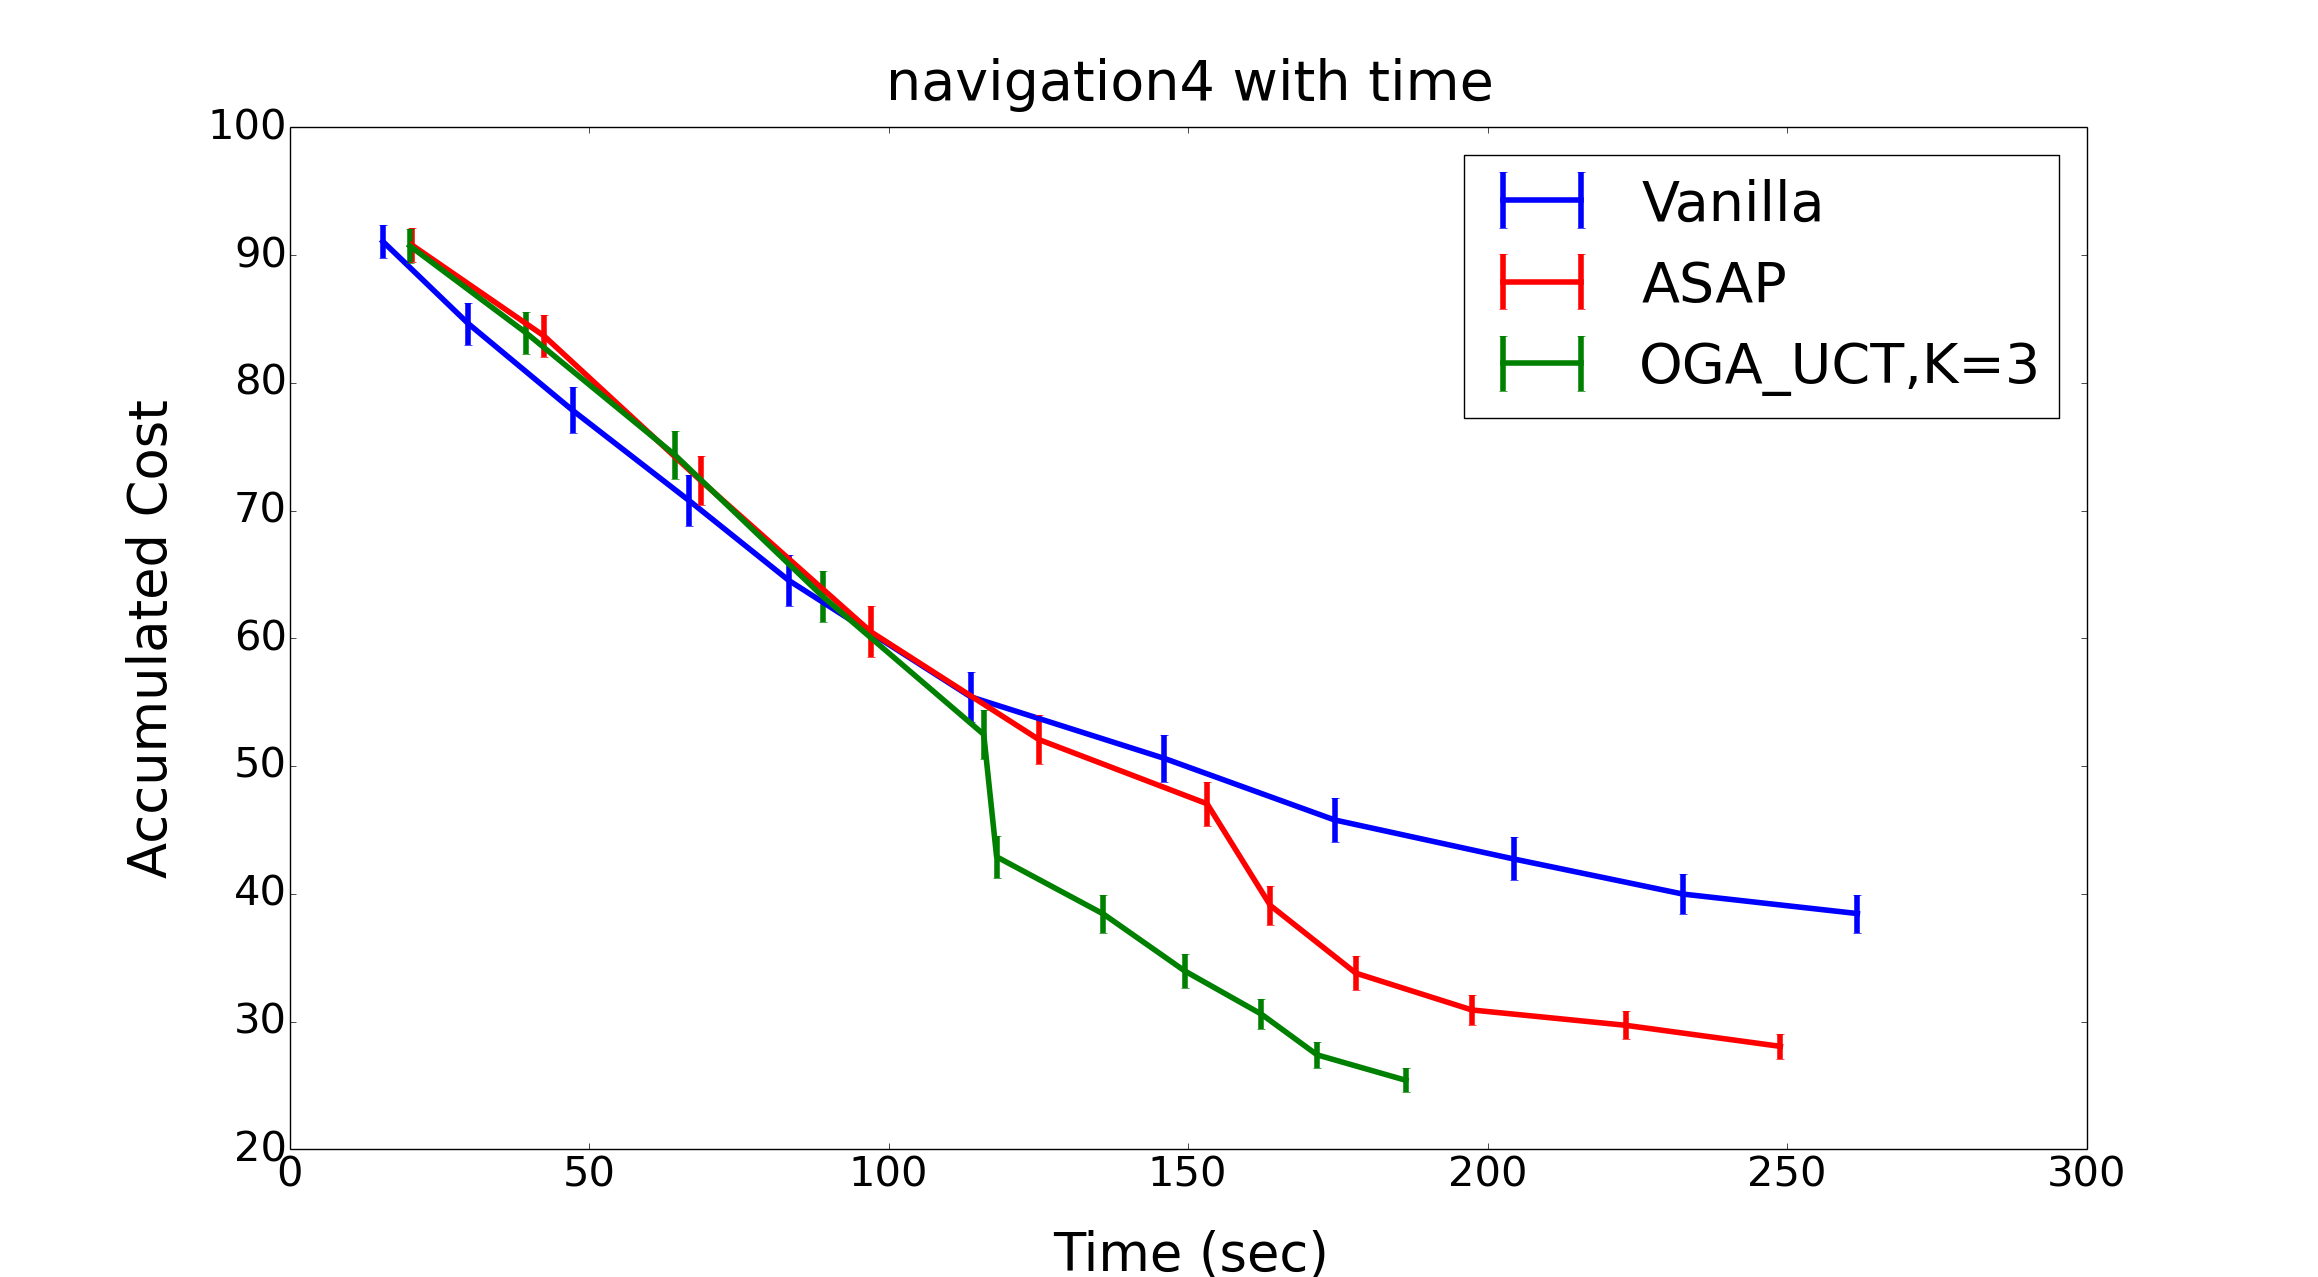 navigation4 with time
100
90
80
70
60
50
40
30
20
Accumulated Cost
Vanilla
ASAP
OGA_UCT,K=3
0 50 100 150 200 250 300
Time (sec)